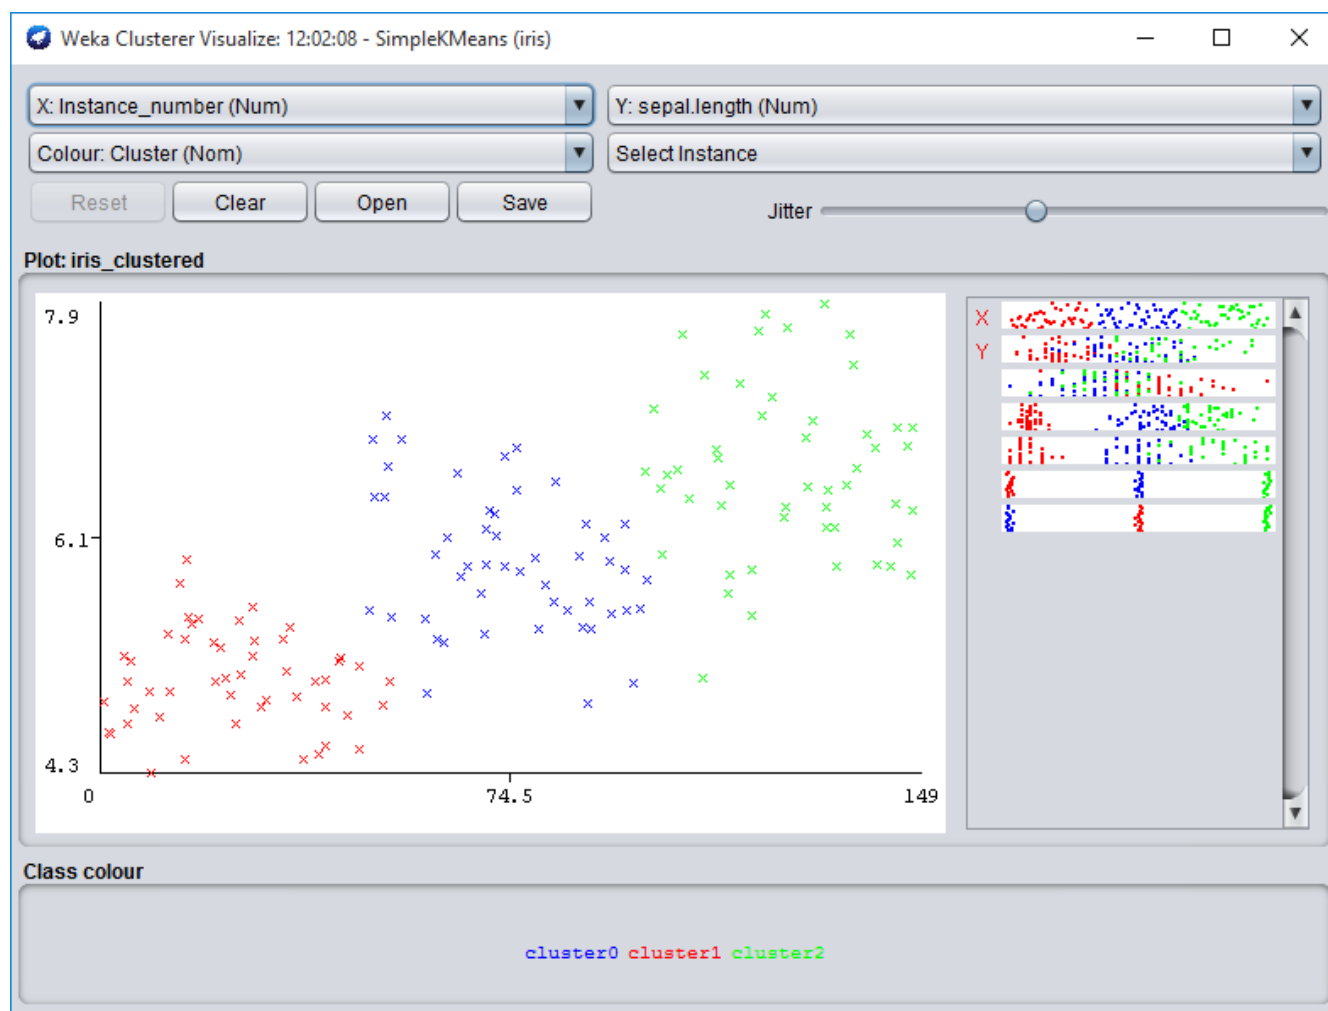 Weka Clusterer Visualize: 12:02:08 - SimpleKMeans (iris)
X: Instance_number (Num) Y: sepal.length (Num)
Colour: Cluster (Nom) Select Instance
Reset Clear Open Save Jitter
Plot: iris_clustered
7.9
6.1
4.3
0 74.5 149
X
Y
Class colour
cluster0 cluster1 cluster2